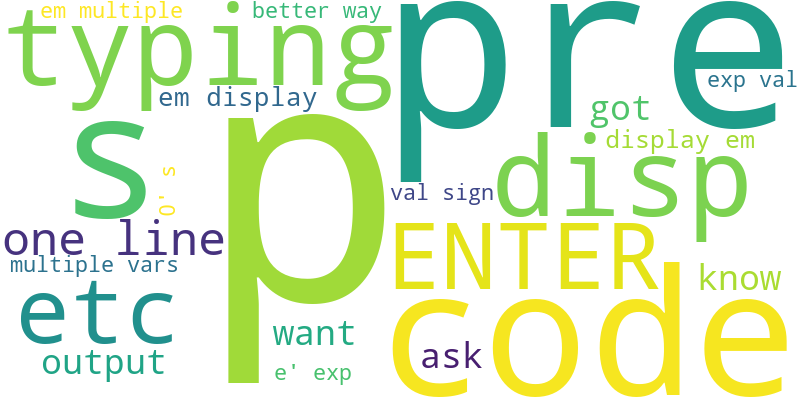 em multiple
better way
typing
pre
exp val
em display
got
s
p
display em
disp
O' s
val sign
one line
ENTER
multiple vars
know
etc
code
want
output
ask
e' exp